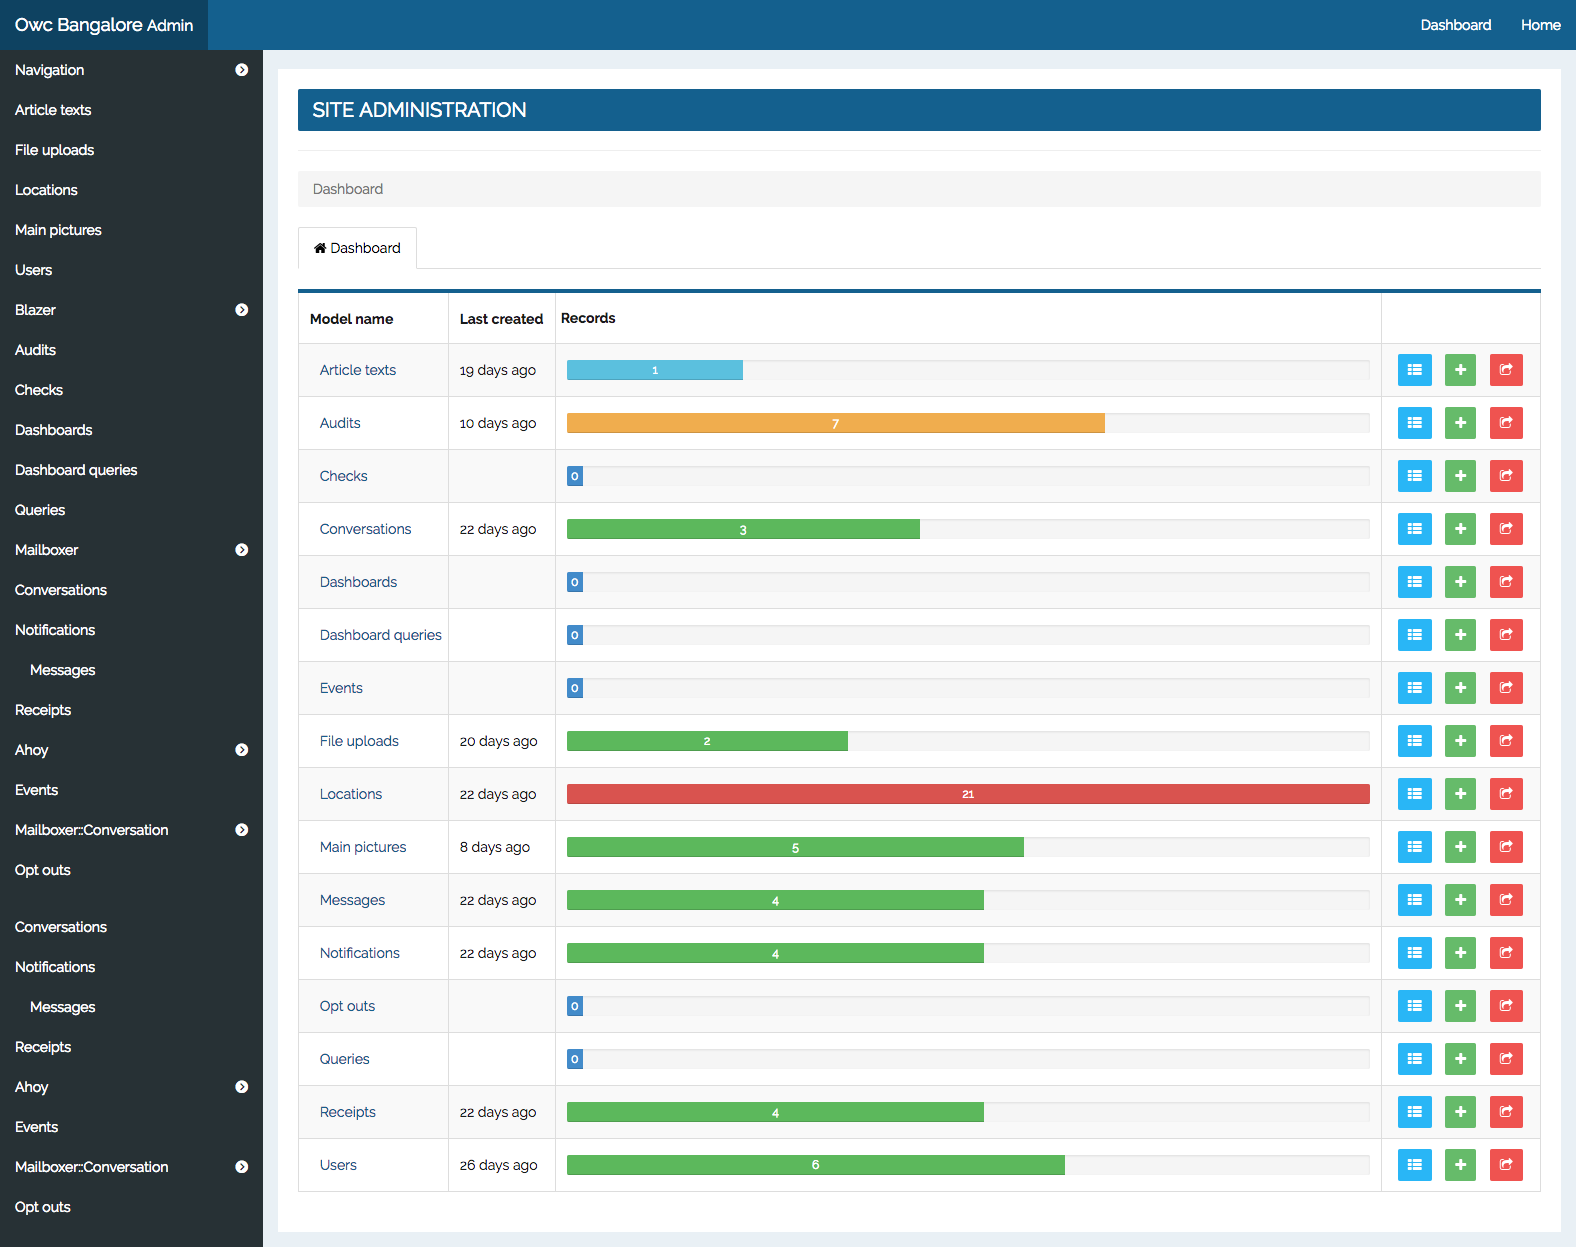 Owc Bangalore Admin
Dashboard Home
Navigation
Article texts
File uploads
Locations
Main pictures
Users
Blazer
Audits
Checks
Dashboards
Dashboard queries
Queries
Mailboxer
Conversations
Notifications
Messages
Receipts
Ahoy
Events
Mailboxer::Conversation
Opt outs
Conversations
Notifications
Messages
Receipts
Ahoy
Events
Mailboxer::Conversation
Opt outs
SITE ADMINISTRATION
Dashboard
Dashboard
Model name Last created Records
Article texts 19 days ago 1
Audits 10 days ago 7
Checks 0
Conversations 22 days ago 3
Dashboards 0
Dashboard queries 0
Events 0
File uploads 20 days ago 2
Locations 22 days ago 21
Main pictures 8 days ago 5
Messages 22 days ago 4
Notifications 22 days ago 4
Opt outs 0
Queries 0
Receipts 22 days ago 4
Users 26 days ago 6